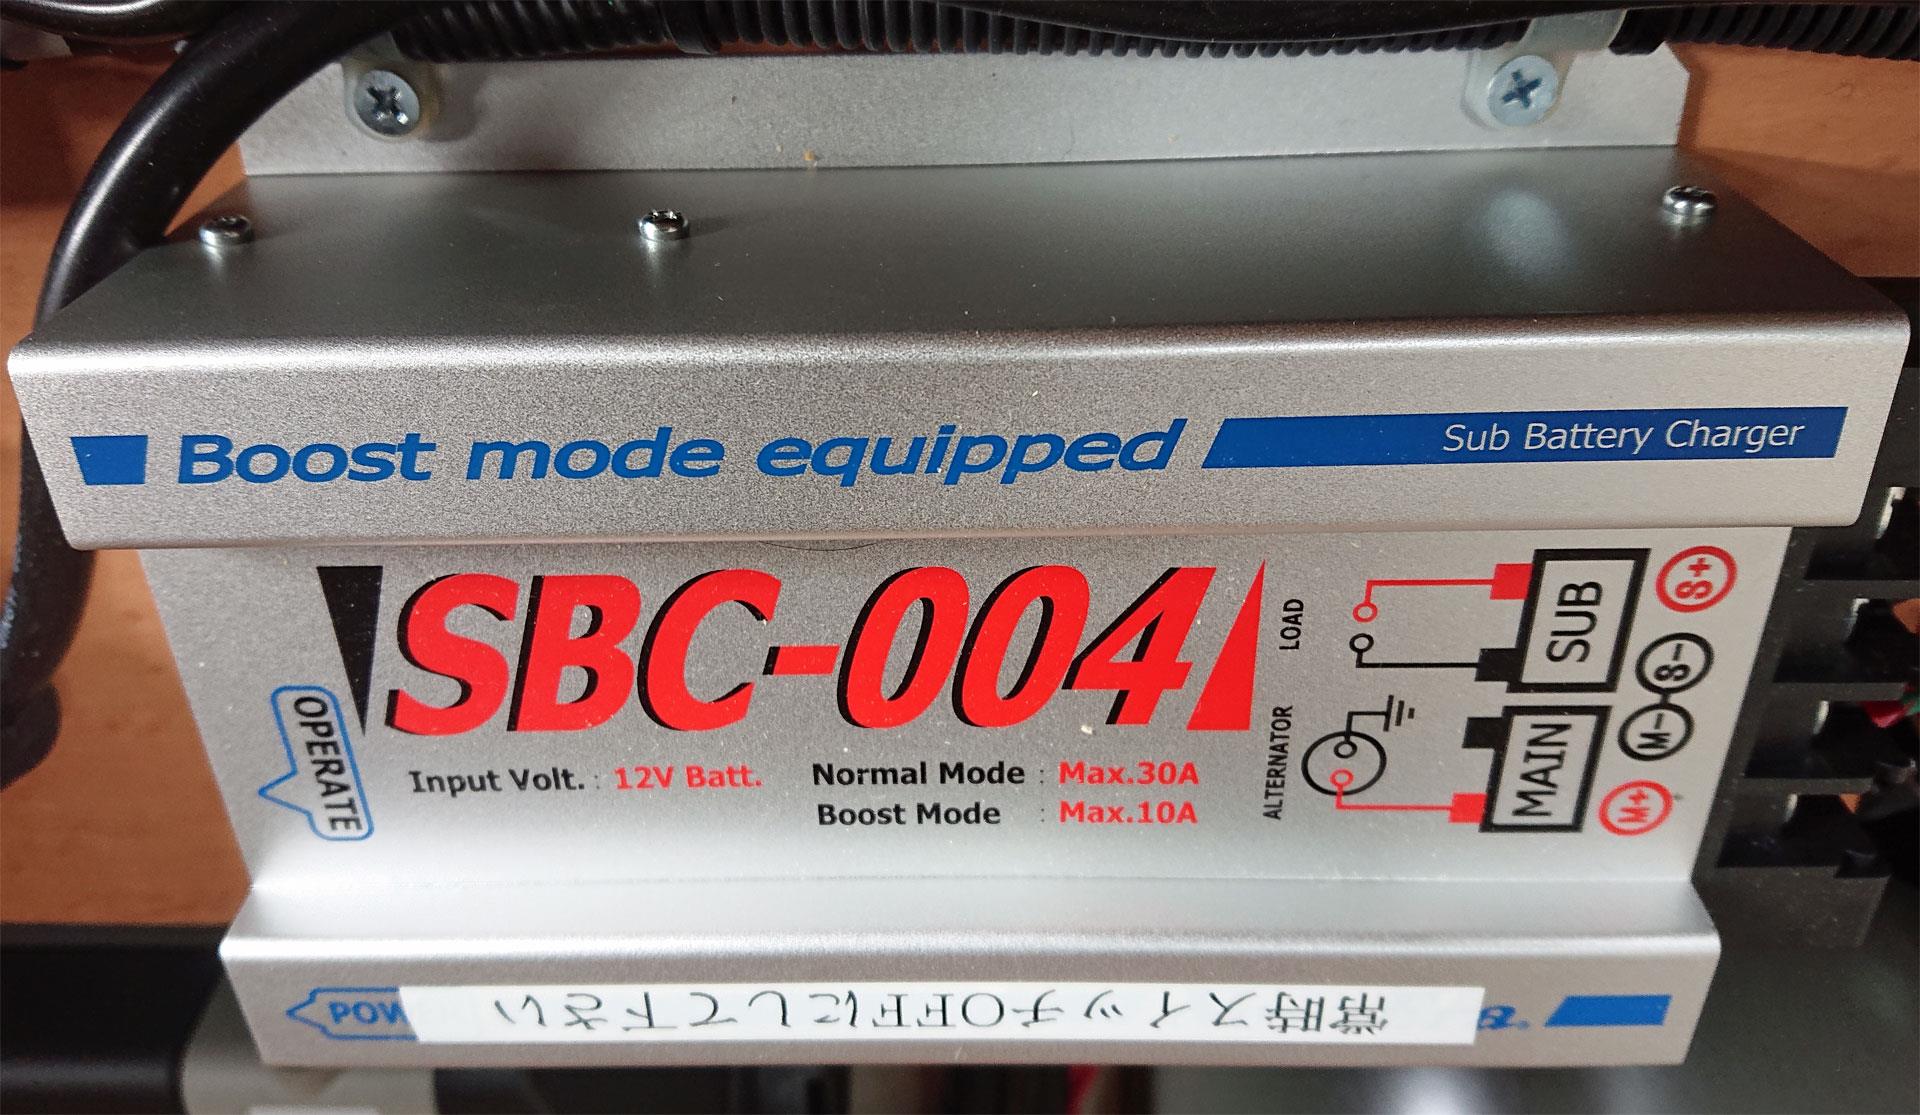 Boost mode equipped
Sub Battery Charger
SBC-004
OPERATE
Input Volt. : 12V Batt.
Normal Mode : Max.30A
Boost Mode : Max.10A
LOAD
ALTERNATOR
SUB
MAIN
S+
S-
M-
M+
常時スイッチOFFにして下さい